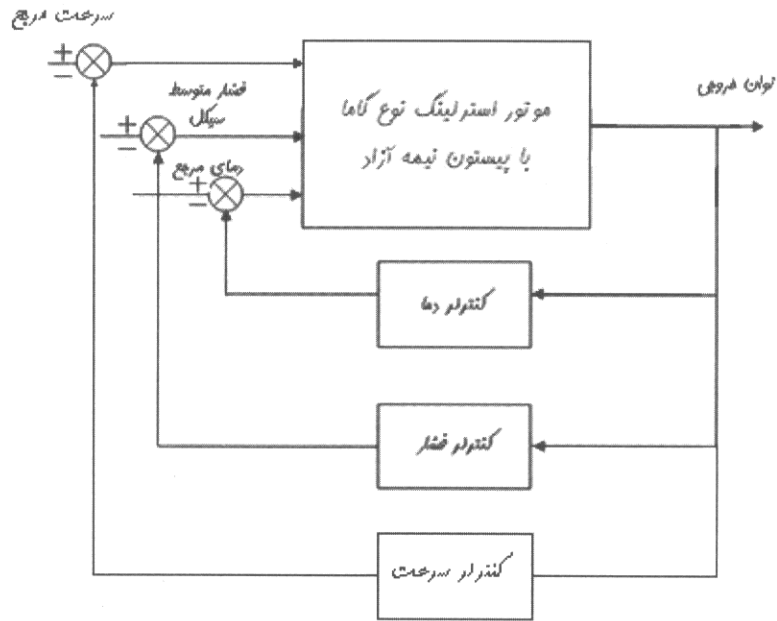 سرعت مرجع
توان خروجی
فشار متوسط
سیکل
موتور استرلینگ نوع گاما
با پیستون نیمه آزاد
دمای مرجع
کنترلر دما
کنترلر فشار
کنترلر سرعت